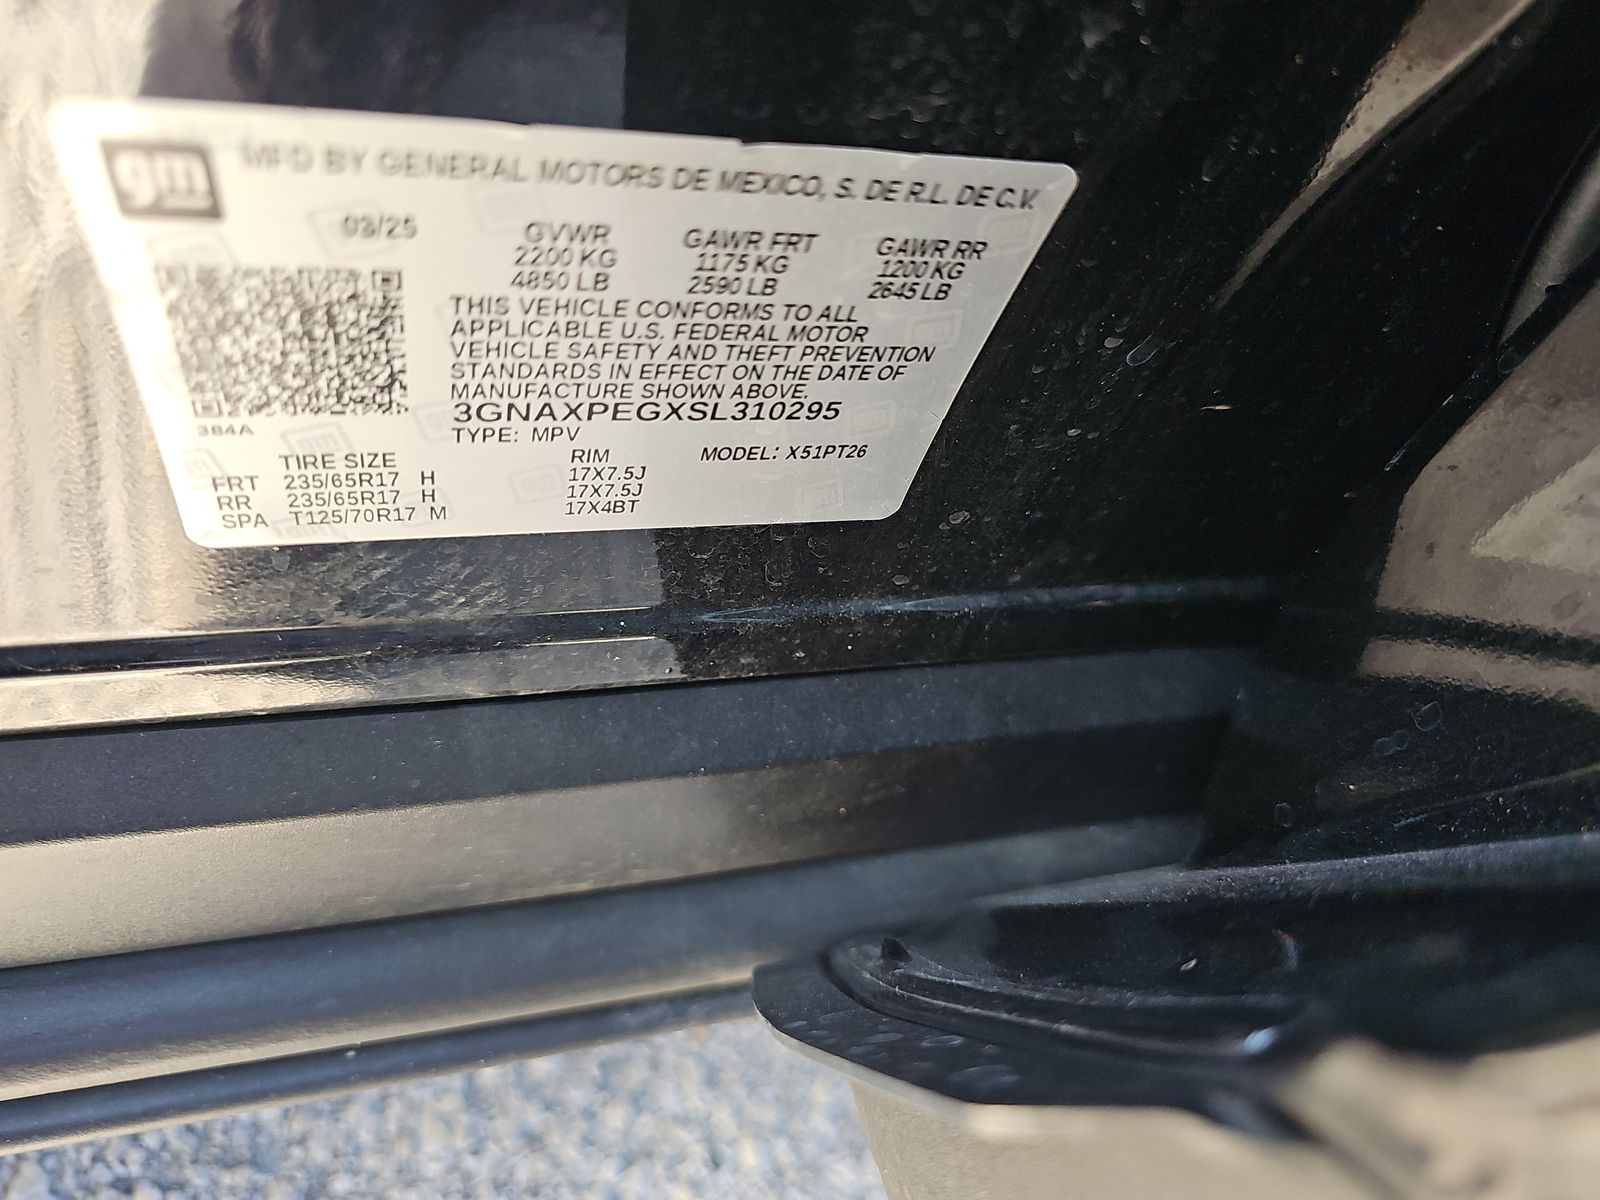 gm MFD BY GENERAL MOTORS DE MEXICO, S. DE R.L. DE C.V.
03/25
GVWR GAWR FRT GAWR RR
2200 KG 1175 KG 1200 KG
4850 LB 2590 LB 2645 LB
THIS VEHICLE CONFORMS TO ALL
APPLICABLE U.S. FEDERAL MOTOR
VEHICLE SAFETY AND THEFT PREVENTION
STANDARDS IN EFFECT ON THE DATE OF
MANUFACTURE SHOWN ABOVE.
3GNAXPEGXSL310295
384A
TYPE: MPV
MODEL: X51PT26
TIRE SIZE RIM
FRT 235/65R17 H 17X7.5J
RR 235/65R17 H 17X7.5J
SPA T125/70R17 M 17X4BT